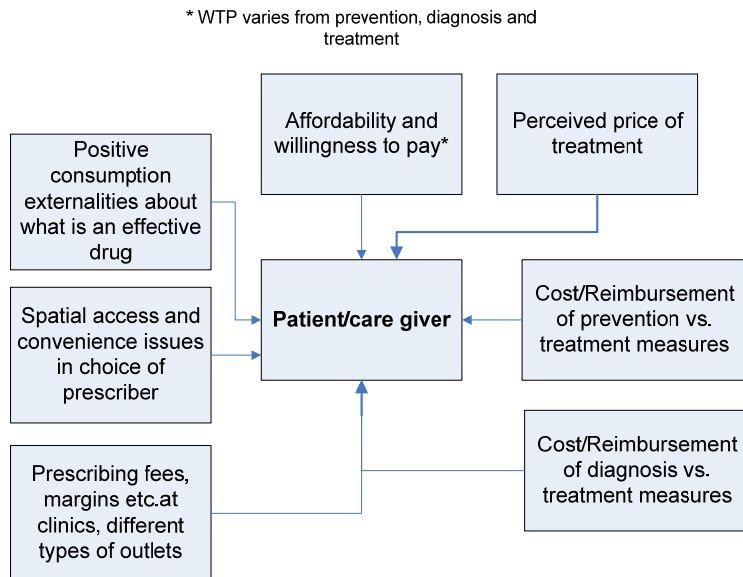 * WTP varies from prevention, diagnosis and
treatment
Affordability and
willingness to pay*
Perceived price of
treatment
Positive
consumption
externalities about
what is an effective
drug
Patient/care giver
Cost/Reimbursement
of prevention vs.
treatment measures
Spatial access and
convenience issues
in choice of
prescriber
Cost/Reimbursement
of diagnosis vs.
treatment measures
Prescribing fees,
margins etc.at
clinics, different
types of outlets